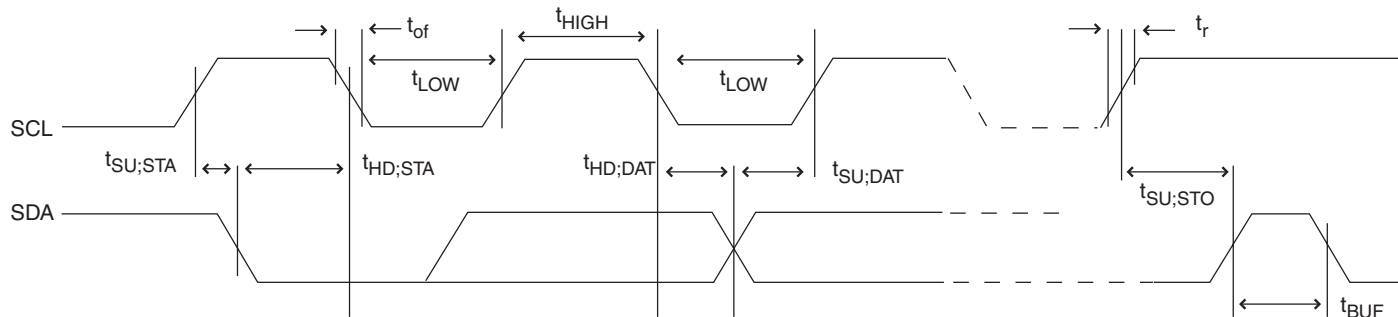 t_of
t_HIGH
t_r
t_LOW
t_LOW
SCL
t_SU;STA
t_HD;STA
t_HD;DAT
t_SU;DAT
t_SU;STO
SDA
t_BUF